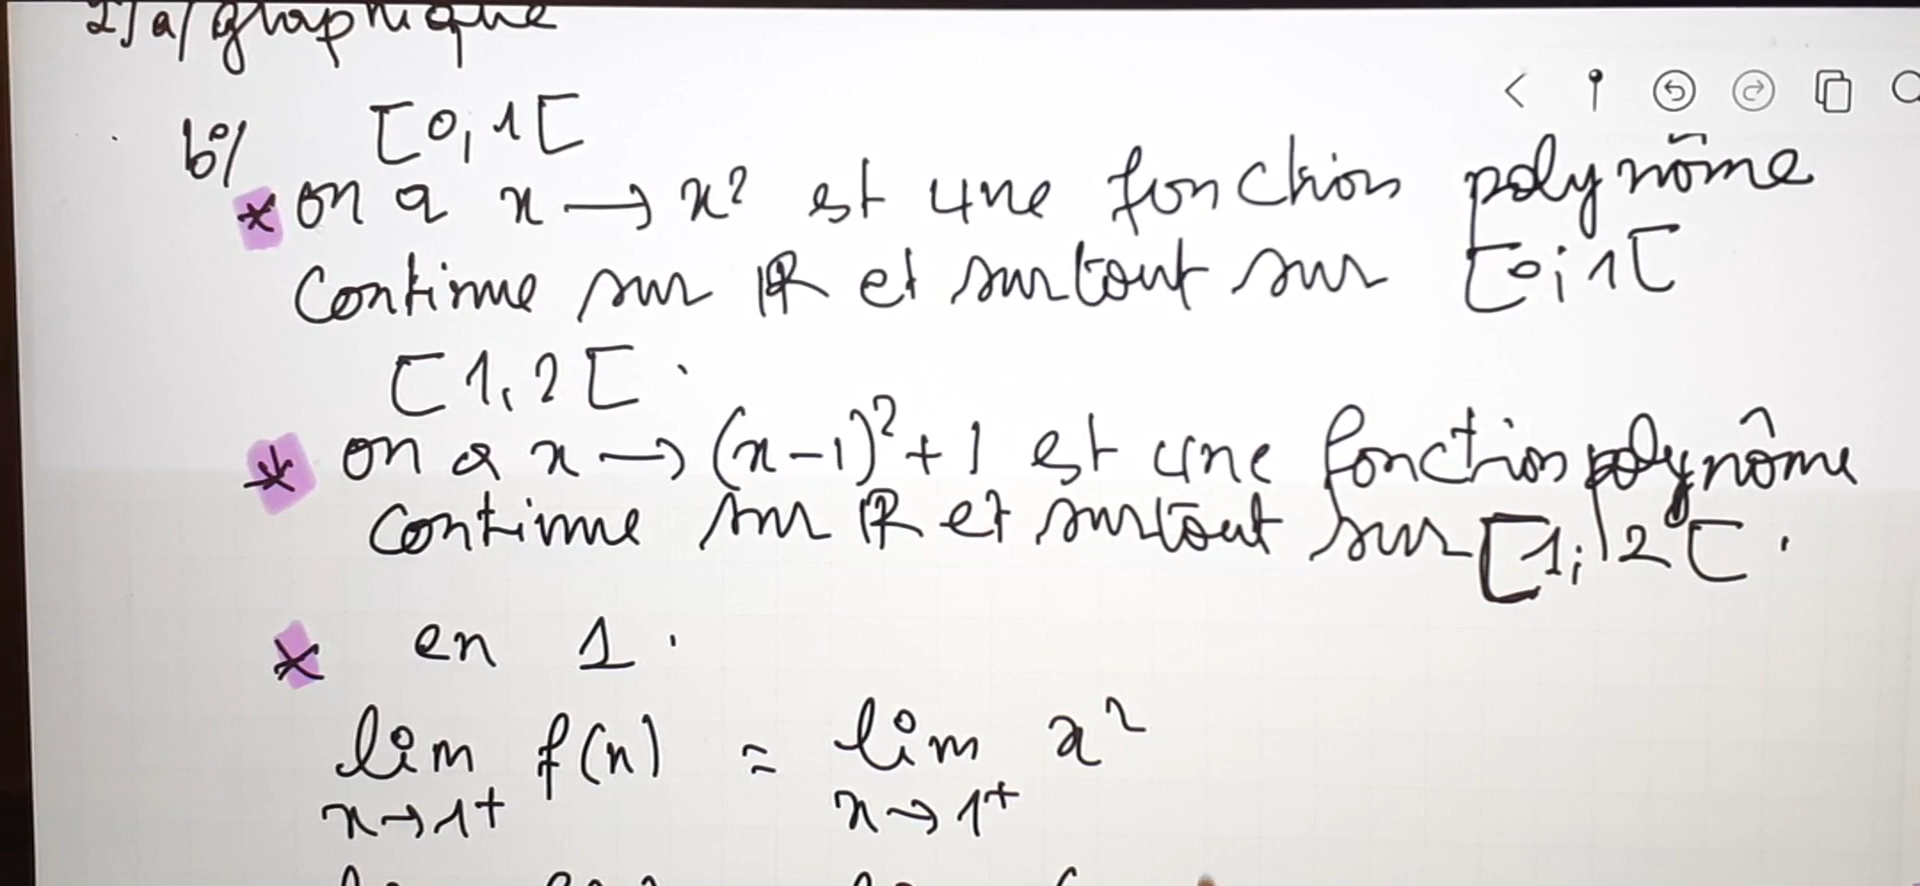 2) a/ graphique
b%/ [0,1[
* on a x → x² est une fonction polynôme
continue sur ℝ et surtout sur [0;1[
[1,2[.
* on a x → (x-1)²+1 est une fonction polynôme
continue sur ℝ et surtout sur [1;2[.
* en 1.
lim f(x) = lim x²
x→1+ x→1+